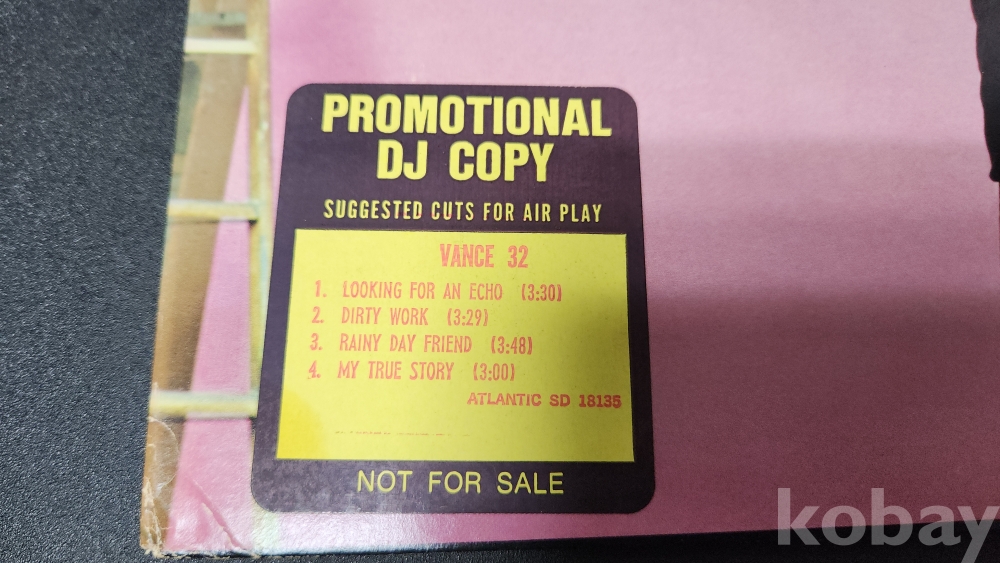 PROMOTIONAL
DJ COPY
SUGGESTED CUTS FOR AIR PLAY
VANCE 32
1. LOOKING FOR AN ECHO (3:30)
2. DIRTY WORK (3:29)
3. RAINY DAY FRIEND (3:48)
4. MY TRUE STORY (3:00)
ATLANTIC SD 18135
NOT FOR SALE
kobay